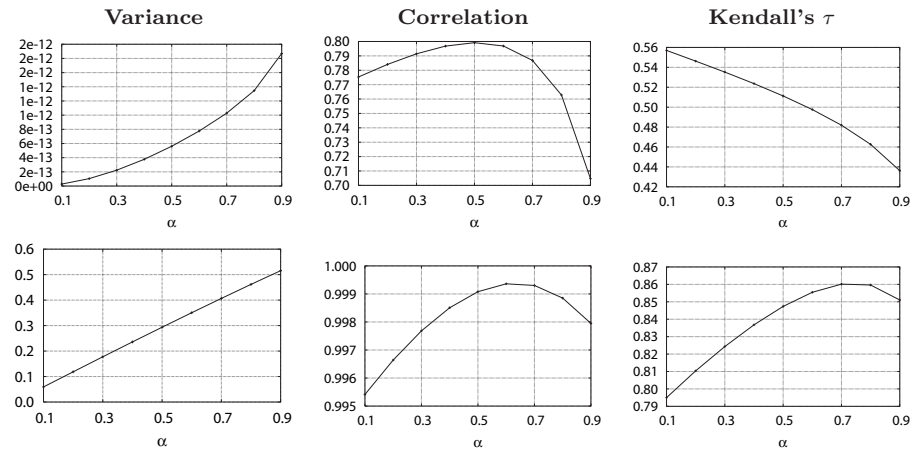 Variance Correlation Kendall's τ
2e-12
2e-12
2e-12
1e-12
1e-12
1e-12
8e-13
6e-13
4e-13
2e-13
0e+00
0.1 0.3 0.5 0.7 0.9
α
0.80
0.79
0.78
0.77
0.76
0.75
0.74
0.73
0.72
0.71
0.70
0.1 0.3 0.5 0.7 0.9
α
0.56
0.54
0.52
0.50
0.48
0.46
0.44
0.42
0.1 0.3 0.5 0.7 0.9
α
0.6
0.5
0.4
0.3
0.2
0.1
0.0
0.1 0.3 0.5 0.7 0.9
α
1.000
0.999
0.998
0.997
0.996
0.995
0.1 0.3 0.5 0.7 0.9
α
0.87
0.86
0.85
0.84
0.83
0.82
0.81
0.80
0.79
0.1 0.3 0.5 0.7 0.9
α